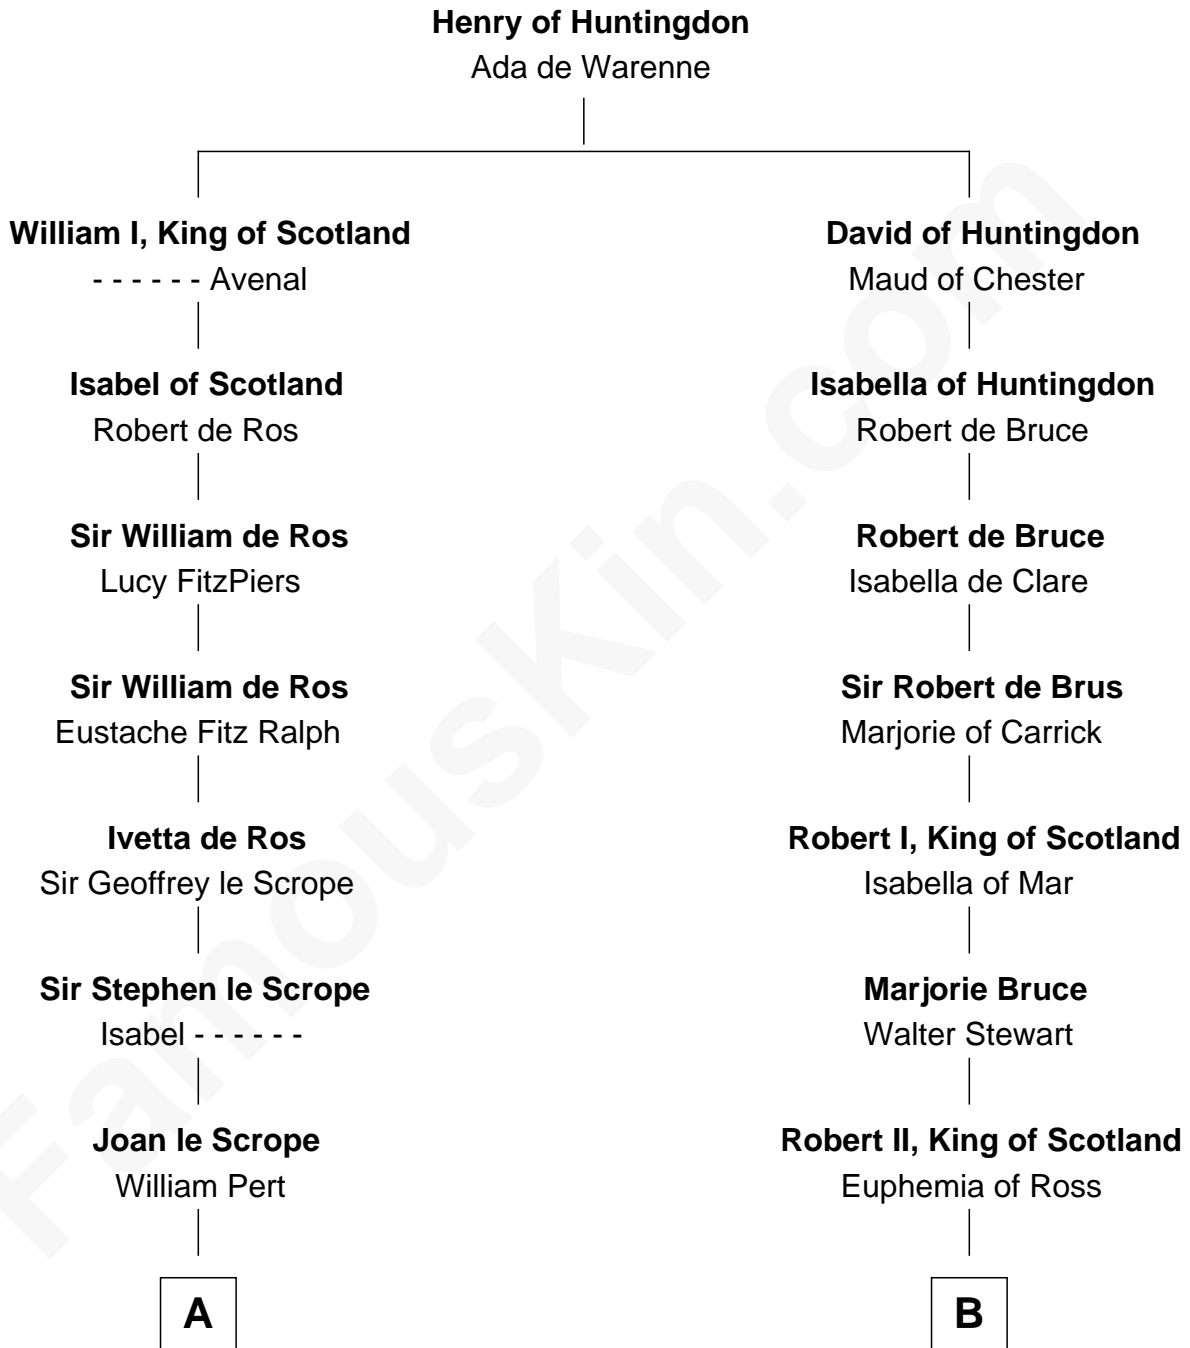 Henry of Huntingdon
Ada de Warenne
William I, King of Scotland
- - - - - - Avenal
David of Huntingdon
Maud of Chester
Isabel of Scotland
Robert de Ros
Isabella of Huntingdon
Robert de Bruce
Sir William de Ros
Lucy FitzPiers
Robert de Bruce
Isabella de Clare
Sir William de Ros
Eustache Fitz Ralph
Sir Robert de Brus
Marjorie of Carrick
Ivetta de Ros
Sir Geoffrey le Scrope
Robert I, King of Scotland
Isabella of Mar
Sir Stephen le Scrope
Isabel - - - - - -
Marjorie Bruce
Walter Stewart
Joan le Scrope
William Pert
Robert II, King of Scotland
Euphemia of Ross
A
B
FamousKin.com